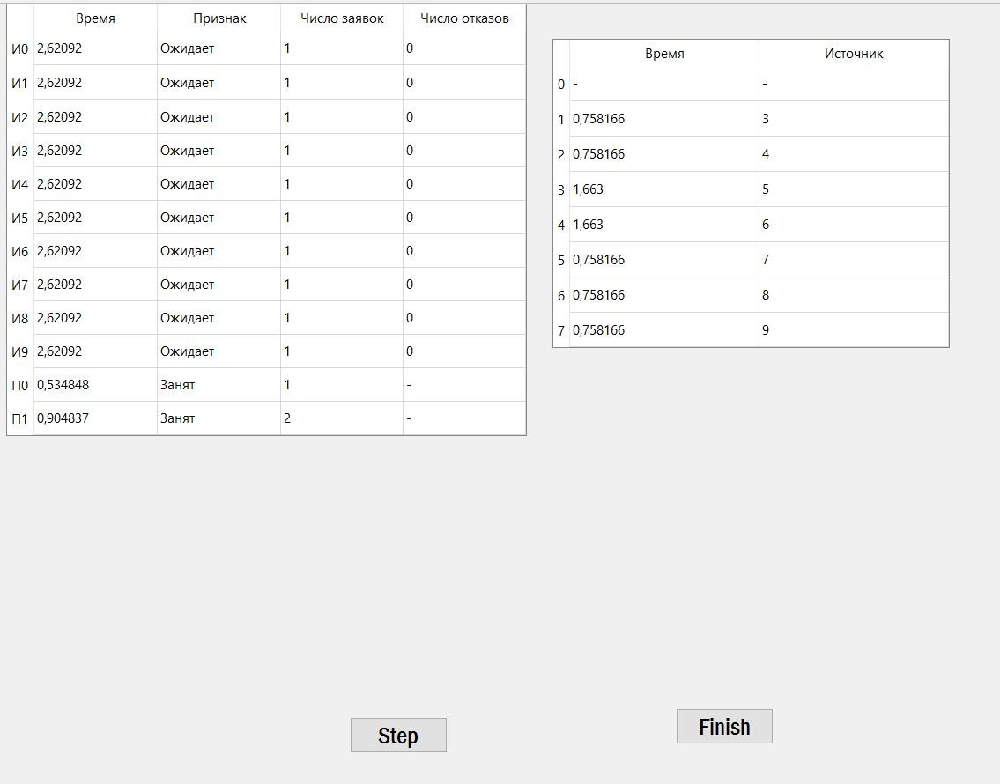 Время Признак Число заявок Число отказов
И0 2,62092 Ожидает 1 0
И1 2,62092 Ожидает 1 0
И2 2,62092 Ожидает 1 0
И3 2,62092 Ожидает 1 0
И4 2,62092 Ожидает 1 0
И5 2,62092 Ожидает 1 0
И6 2,62092 Ожидает 1 0
И7 2,62092 Ожидает 1 0
И8 2,62092 Ожидает 1 0
И9 2,62092 Ожидает 1 0
П0 0,534848 Занят 1 -
П1 0,904837 Занят 2 -
Время Источник
0 - -
1 0,758166 3
2 0,758166 4
3 1,663 5
4 1,663 6
5 0,758166 7
6 0,758166 8
7 0,758166 9
Step
Finish